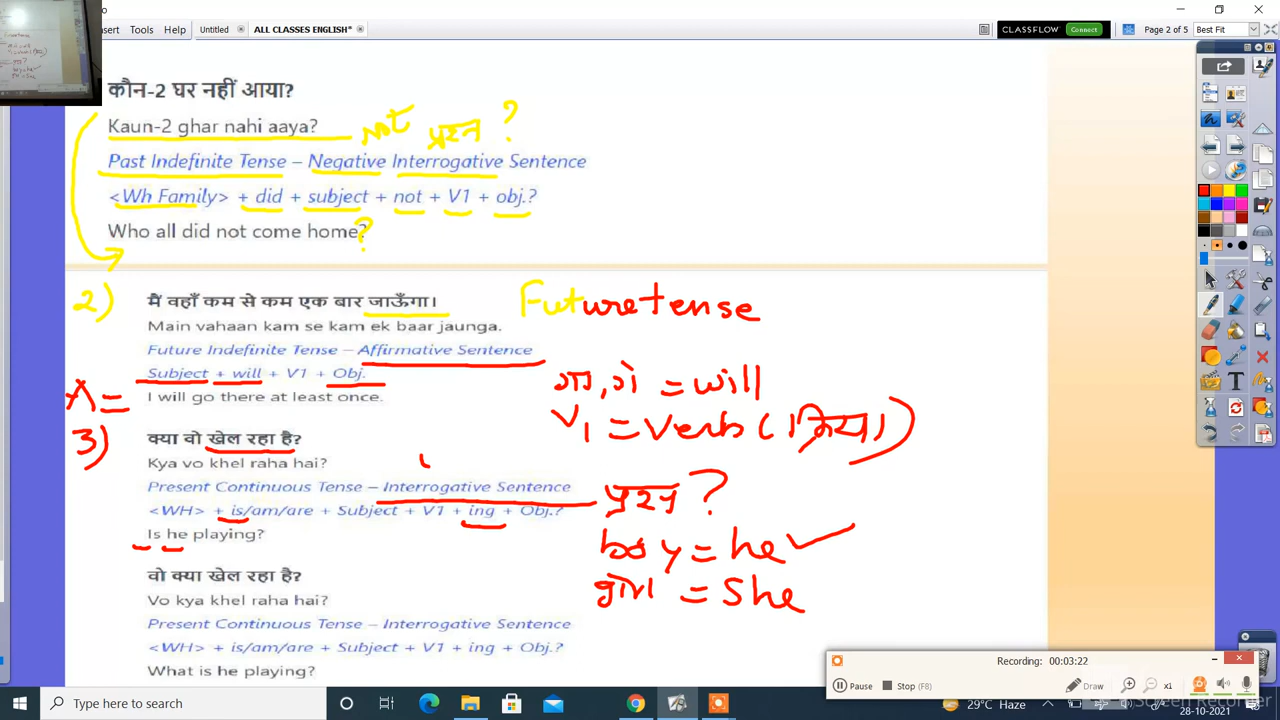 nsert Tools Help Untitled ALL CLASSES ENGLISH* CLASSFLOW Connect Page 2 of 5 Best Fit
कौन-2 घर नहीं आया?
Kaun-2 ghar nahi aaya? not प्रश्न ?
Past Indefinite Tense – Negative Interrogative Sentence
<Wh Family> + did + subject + not + V1 + obj.?
Who all did not come home?
2) मैं वहाँ कम से कम एक बार जाऊँगा। Future tense
Main vahaan kam se kam ek baar jaunga.
Future Indefinite Tense – Affirmative Sentence
Subject + will + V1 + Obj. गा, गे = will
I will go there at least once.
V1 = Verb (क्रिया)
3) क्या वो खेल रहा है?
Kya vo khel raha hai?
Present Continuous Tense – Interrogative Sentence प्रश्न ?
<WH> + is/am/are + Subject + V1 + ing + Obj.?
Is he playing? boy = he
वो क्या खेल रहा है? girl = She
Vo kya khel raha hai?
Present Continuous Tense – Interrogative Sentence
<WH> + is/am/are + Subject + V1 + ing + Obj.?
What is he playing?
Recording: 00:03:22
Pause Stop (F8) Draw x1
Type here to search 29°C Haze 28-10-2021
Screen Recorder